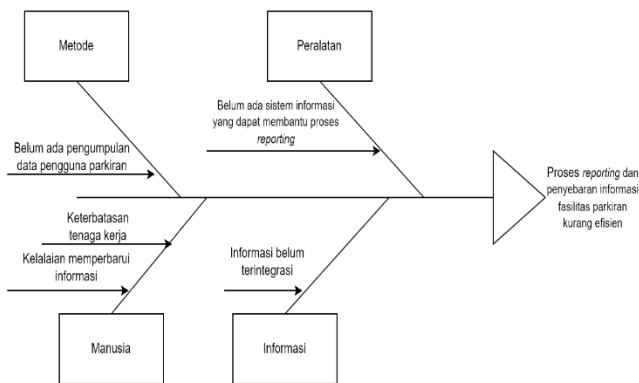 Metode
Peralatan
Belum ada sistem informasi
yang dapat membantu proses
reporting
Belum ada pengumpulan
data pengguna parkiran
Proses reporting dan
penyebaran informasi
fasilitas parkiran
kurang efisien
Keterbatasan
tenaga kerja
Kelalaian memperbarui
informasi
Informasi belum
terintegrasi
Manusia
Informasi